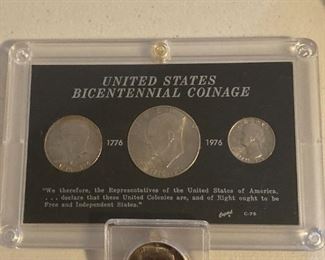 UNITED STATES
BICENTENNIAL COINAGE
1776 1976
"We therefore, the Representatives of the United States of America,
. . . declare that these United Colonies are, and of Right ought to be
Free and Independent States."
C-76